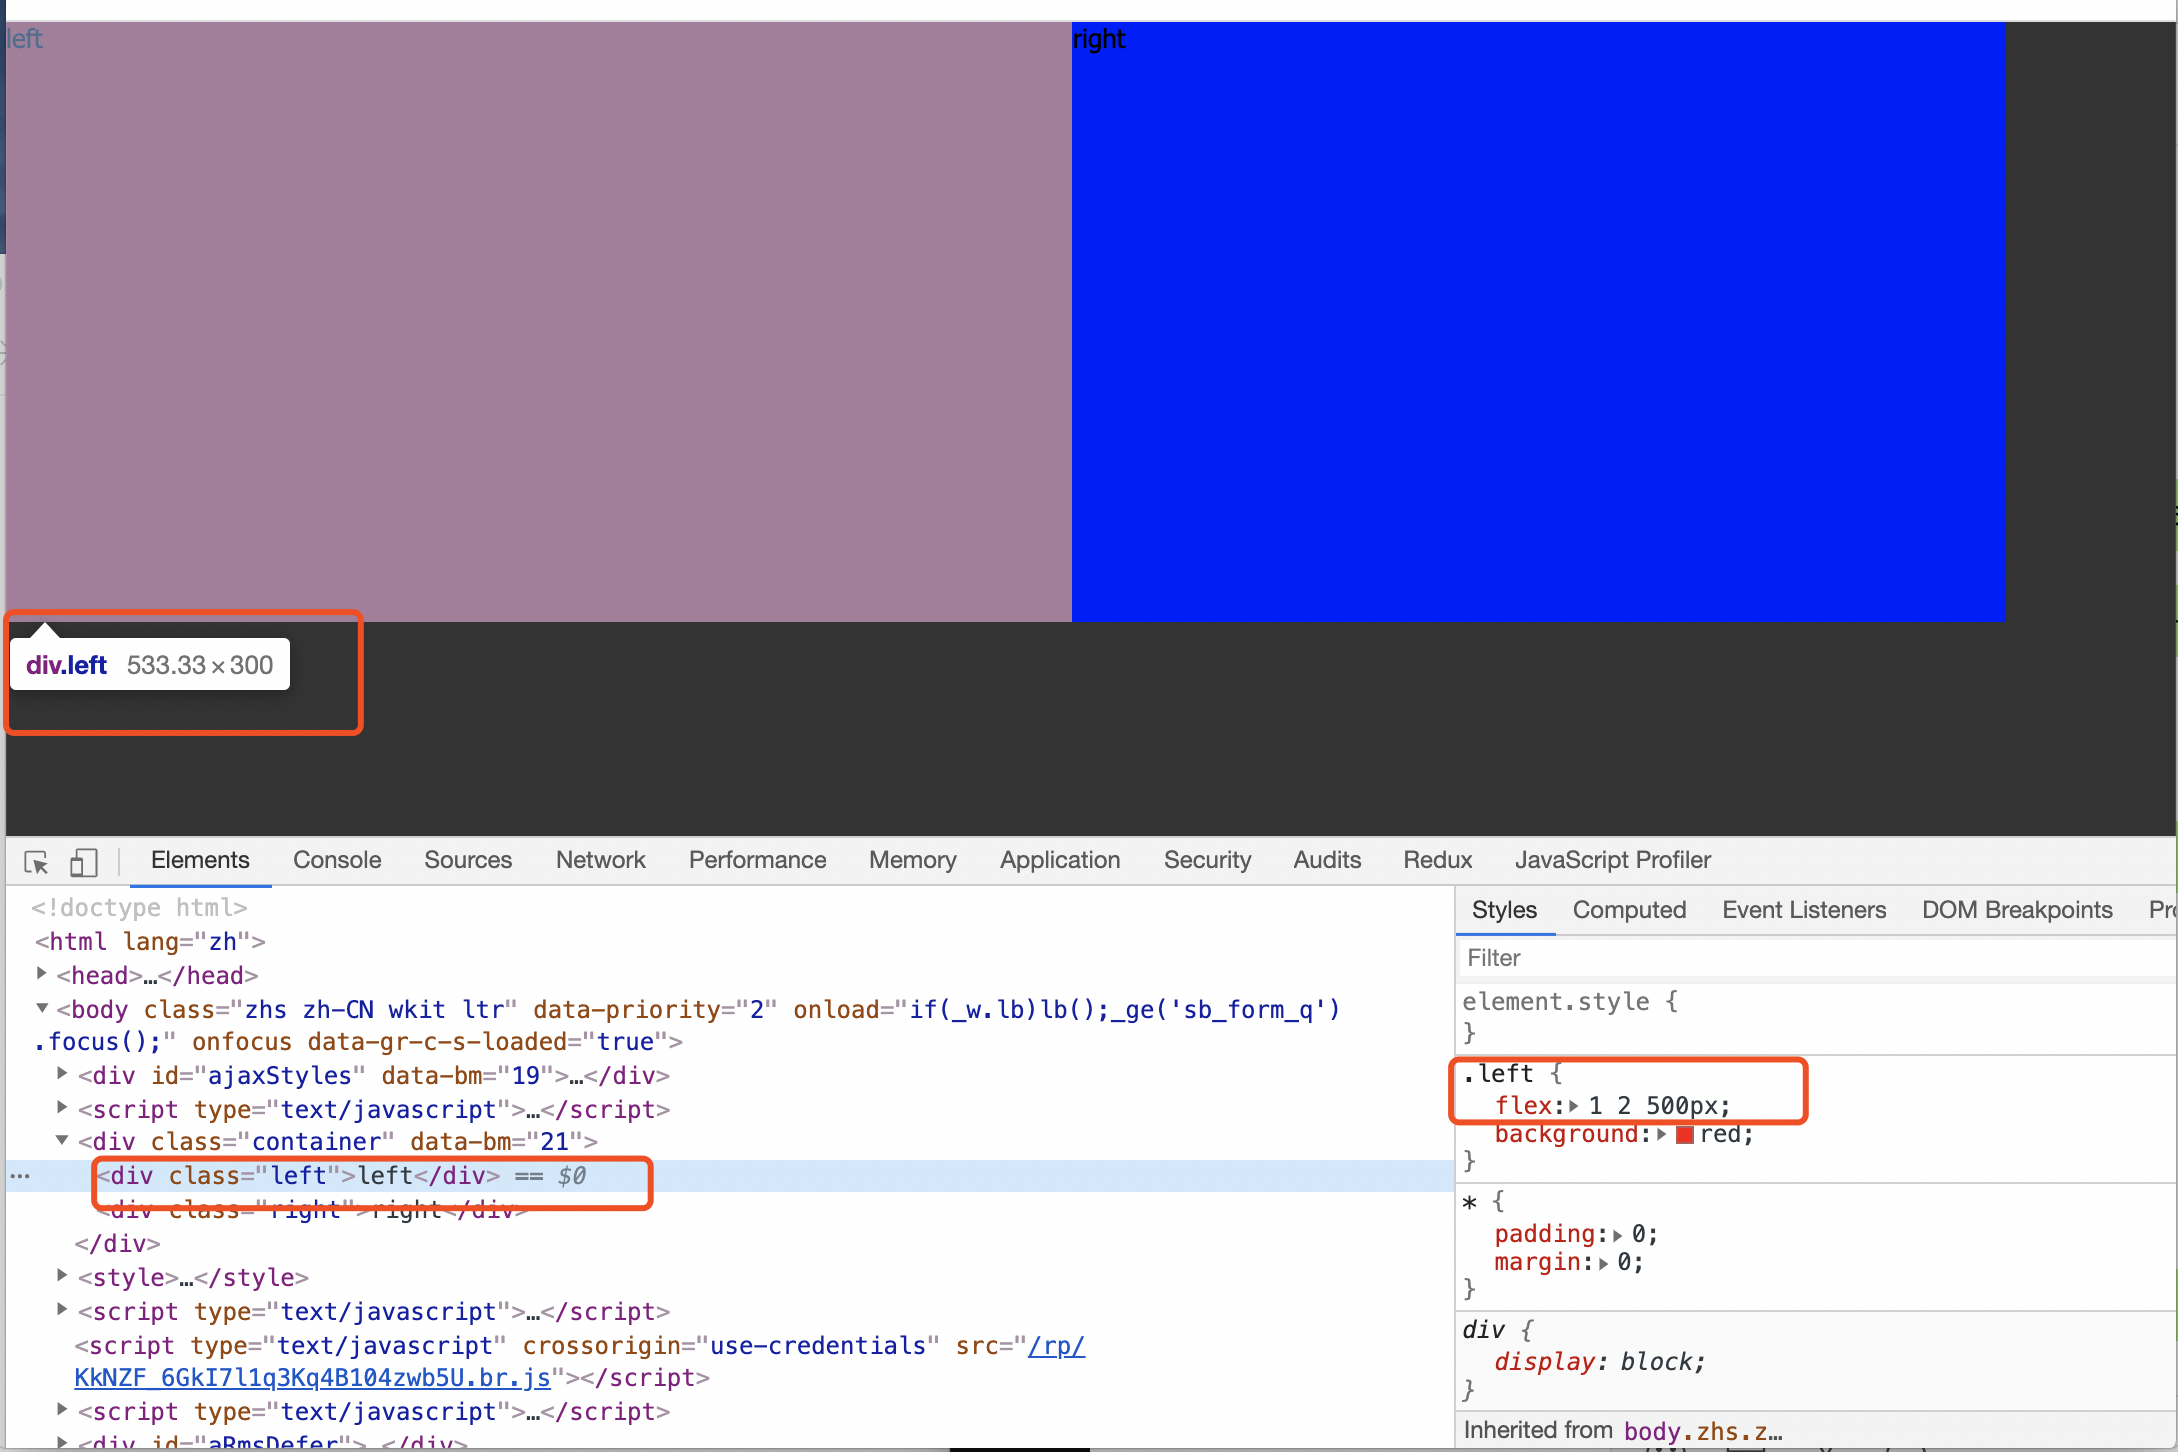 left
right
div.left 533.33 × 300
Elements Console Sources Network Performance Memory Application Security Audits Redux JavaScript Profiler
<!doctype html>
<html lang="zh">
<head>…</head>
<body class="zhs zh-CN wkit ltr" data-priority="2" onload="if(_w.lb)lb();_ge('sb_form_q')
.focus();" onfocus data-gr-c-s-loaded="true">
<div id="ajaxStyles" data-bm="19">…</div>
<script type="text/javascript">…</script>
<div class="container" data-bm="21">
… <div class="left">left</div> == $0
<div class="right">right</div>
</div>
<style>…</style>
<script type="text/javascript">…</script>
<script type="text/javascript" crossorigin="use-credentials" src="/rp/
KkNZF_6GkI7l1q3Kq4B104zwb5U.br.js"></script>
<script type="text/javascript">…</script>
<div id="aRmsDefer">…</div>
Styles Computed Event Listeners DOM Breakpoints
Filter
element.style {
}
.left {
flex: 1 2 500px;
background: red;
}
* {
padding: 0;
margin: 0;
}
div {
display: block;
}
Inherited from body.zhs.z…